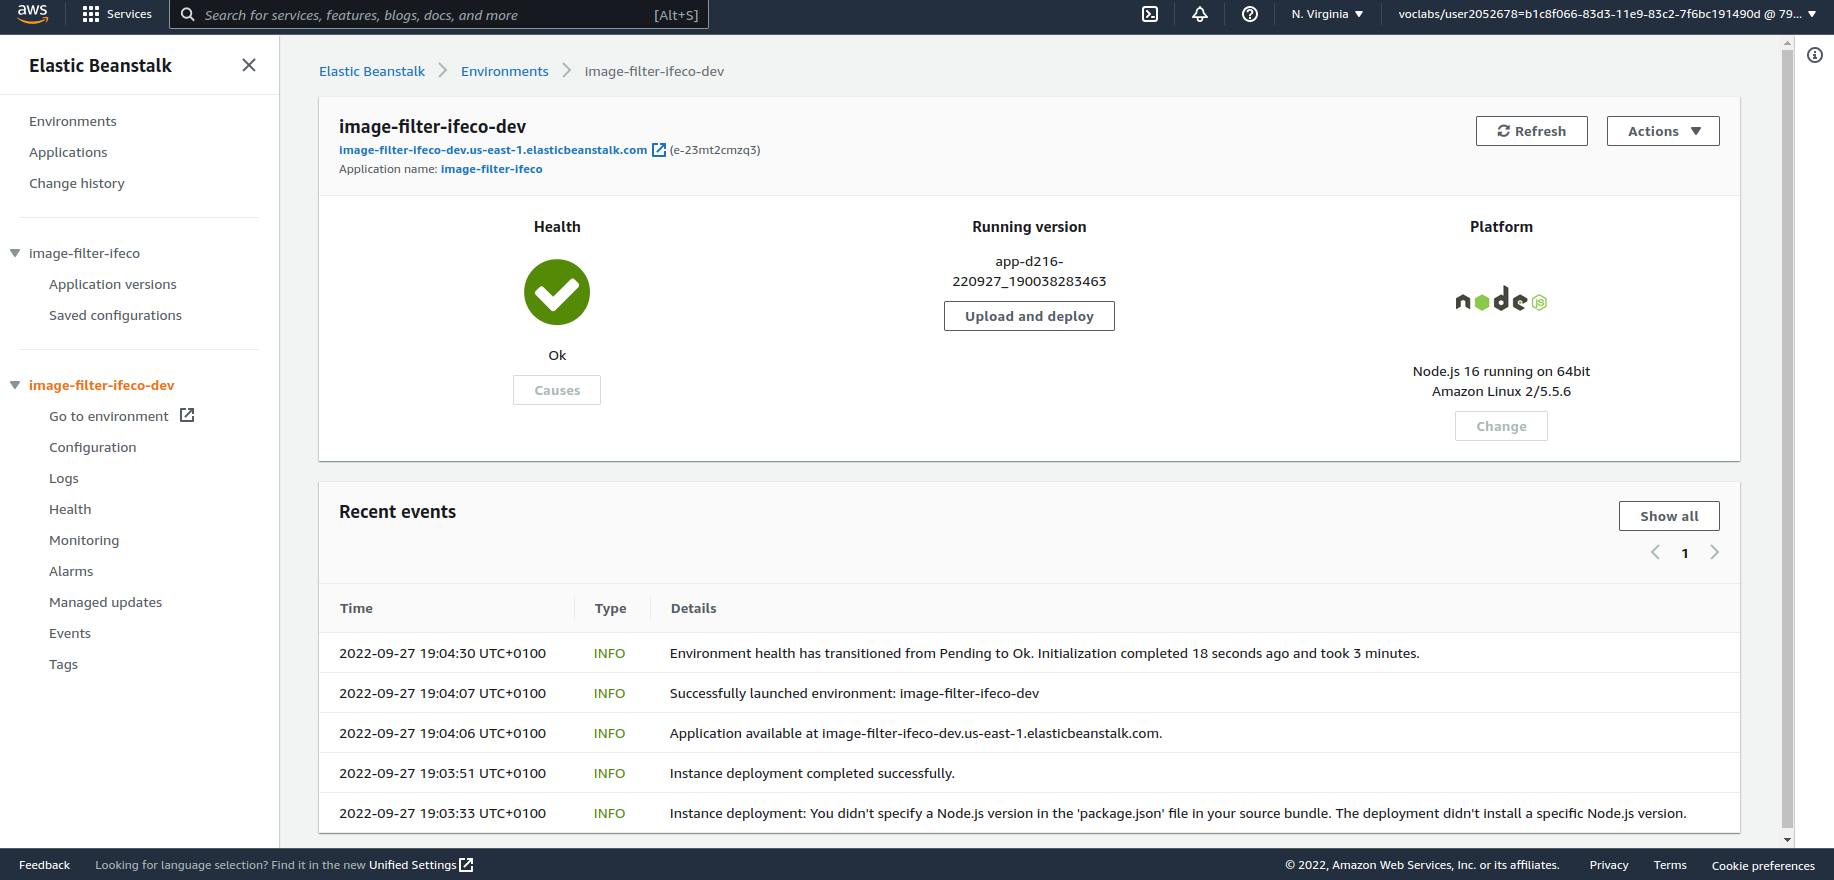 aws
Services
Search for services, features, blogs, docs, and more
[Alt+S]
N. Virginia
voclabs/user2052678=b1c8f066-83d3-11e9-83c2-7f6bc191490d @ 79...
Elastic Beanstalk
Environments
Applications
Change history
image-filter-ifeco
Application versions
Saved configurations
image-filter-ifeco-dev
Go to environment
Configuration
Logs
Health
Monitoring
Alarms
Managed updates
Events
Tags
Elastic Beanstalk
Environments
image-filter-ifeco-dev
image-filter-ifeco-dev
image-filter-ifeco-dev.us-east-1.elasticbeanstalk.com (e-23mt2cmzq3)
Application name: image-filter-ifeco
Refresh
Actions
Health
Ok
Causes
Running version
app-d216-
220927_190038283463
Upload and deploy
Platform
node JS
Node.js 16 running on 64bit
Amazon Linux 2/5.5.6
Change
Recent events
Show all
1
Time Type Details
2022-09-27 19:04:30 UTC+0100 INFO Environment health has transitioned from Pending to Ok. Initialization completed 18 seconds ago and took 3 minutes.
2022-09-27 19:04:07 UTC+0100 INFO Successfully launched environment: image-filter-ifeco-dev
2022-09-27 19:04:06 UTC+0100 INFO Application available at image-filter-ifeco-dev.us-east-1.elasticbeanstalk.com.
2022-09-27 19:03:51 UTC+0100 INFO Instance deployment completed successfully.
2022-09-27 19:03:33 UTC+0100 INFO Instance deployment: You didn't specify a Node.js version in the 'package.json' file in your source bundle. The deployment didn't install a specific Node.js version.
Feedback
Looking for language selection? Find it in the new Unified Settings
© 2022, Amazon Web Services, Inc. or its affiliates.
Privacy
Terms
Cookie preferences